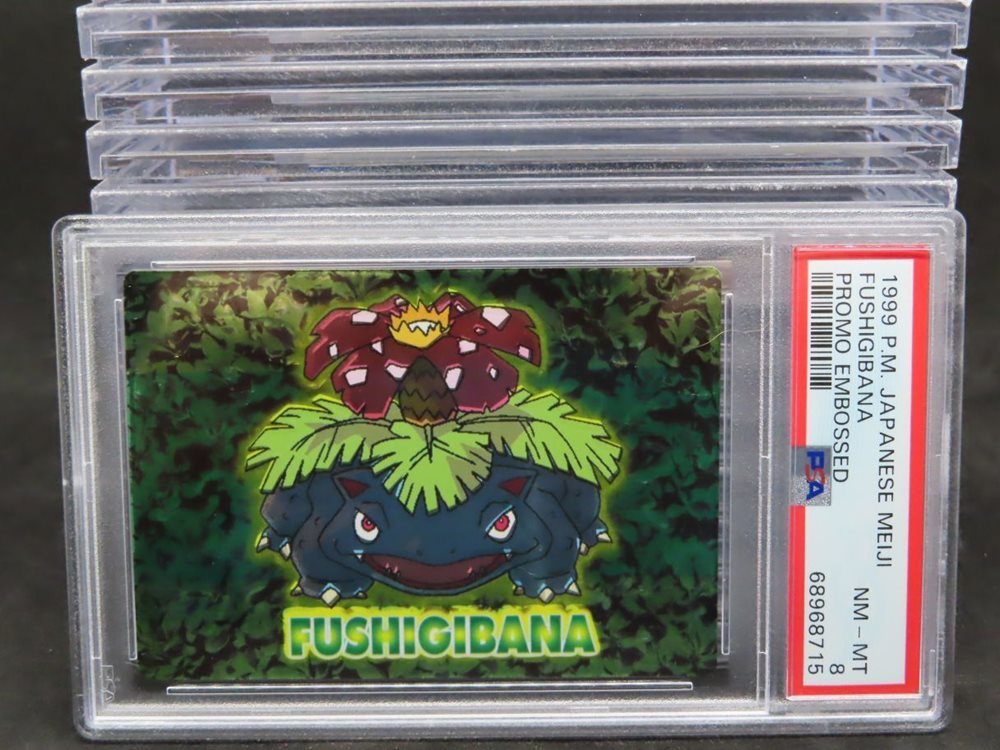 FUSHIGIBANA
1999 P.M. JAPANESE MEIJI
FUSHIGIBANA NM - MT
PROMO EMBOSSED 8
PSA 68968715